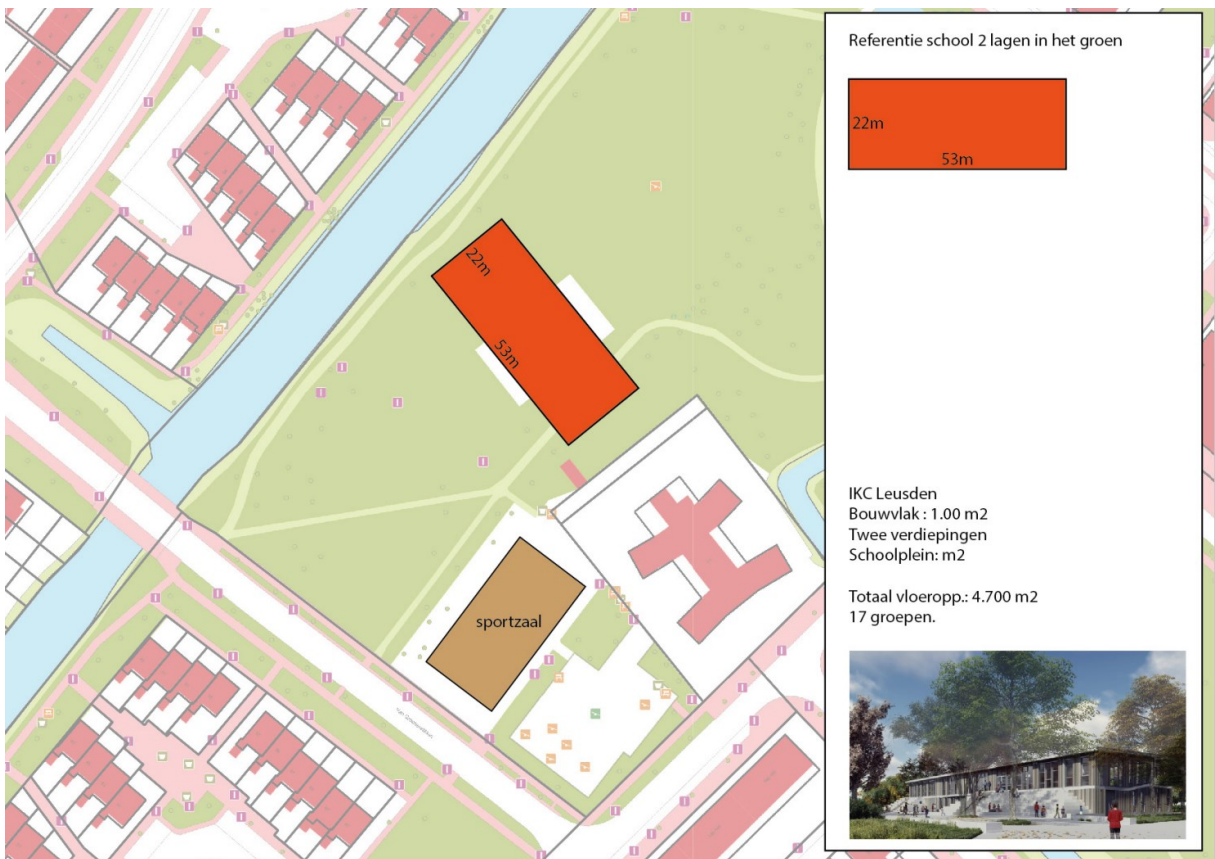 Referentie school 2 lagen in het groen
22m
53m
22m
53m
sportzaal
IKC Leusden
Bouwvlak : 1.00 m2
Twee verdiepingen
Schoolplein: m2
Totaal vloeropp.: 4.700 m2
17 groepen.